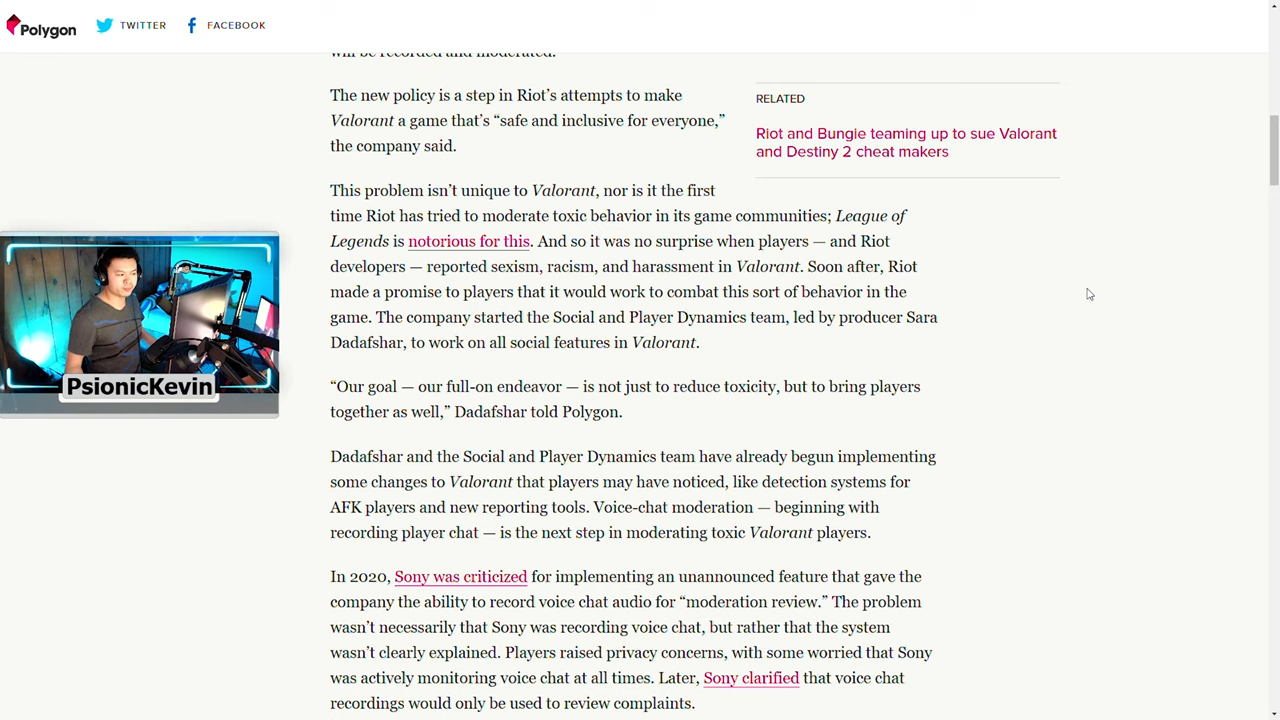 Polygon
TWITTER
FACEBOOK
will be recorded and moderated.
The new policy is a step in Riot’s attempts to make
Valorant a game that’s “safe and inclusive for everyone,”
the company said.
RELATED
Riot and Bungie teaming up to sue Valorant
and Destiny 2 cheat makers
This problem isn’t unique to Valorant, nor is it the first
time Riot has tried to moderate toxic behavior in its game communities; League of
Legends is notorious for this. And so it was no surprise when players — and Riot
developers — reported sexism, racism, and harassment in Valorant. Soon after, Riot
made a promise to players that it would work to combat this sort of behavior in the
game. The company started the Social and Player Dynamics team, led by producer Sara
Dadafshar, to work on all social features in Valorant.
“Our goal — our full-on endeavor — is not just to reduce toxicity, but to bring players
together as well,” Dadafshar told Polygon.
Dadafshar and the Social and Player Dynamics team have already begun implementing
some changes to Valorant that players may have noticed, like detection systems for
AFK players and new reporting tools. Voice-chat moderation — beginning with
recording player chat — is the next step in moderating toxic Valorant players.
In 2020, Sony was criticized for implementing an unannounced feature that gave the
company the ability to record voice chat audio for “moderation review.” The problem
wasn’t necessarily that Sony was recording voice chat, but rather that the system
wasn’t clearly explained. Players raised privacy concerns, with some worried that Sony
was actively monitoring voice chat at all times. Later, Sony clarified that voice chat
recordings would only be used to review complaints.
PsionicKevin